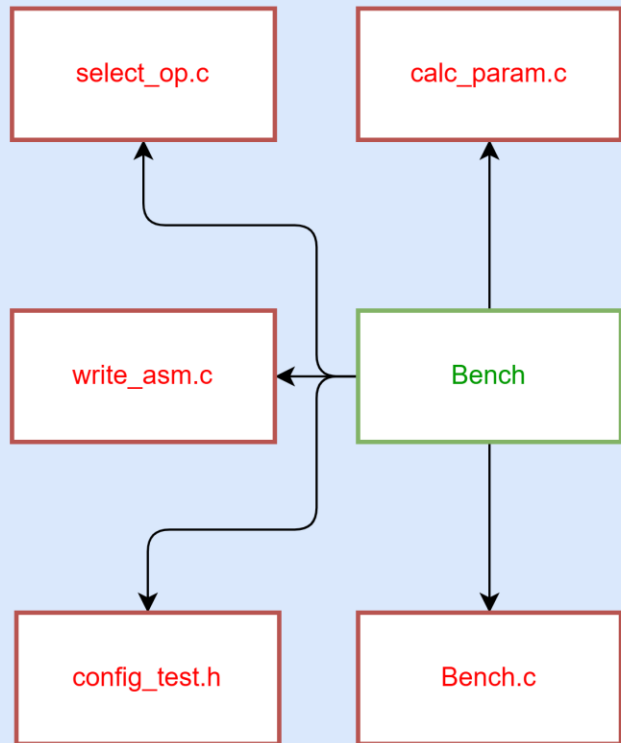 select_op.c
calc_param.c
write_asm.c
Bench
config_test.h
Bench.c